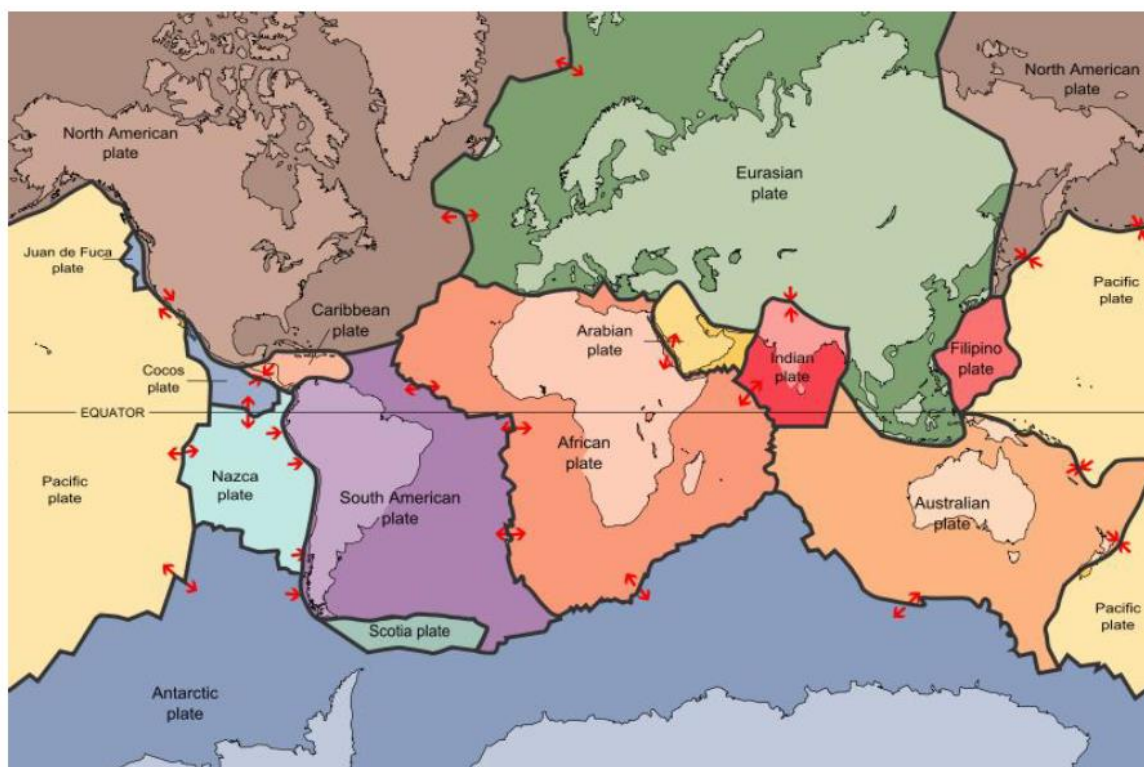 North American
plate
North American
plate
Eurasian
plate
Juan de Fuca
plate
Pacific
plate
Caribbean
plate
Arabian
plate
Cocos
plate
Indian
plate
Filipino
plate
EQUATOR
African
plate
Nazca
plate
Pacific
plate
South American
plate
Australian
plate
Pacific
plate
Scotia plate
Antarctic
plate